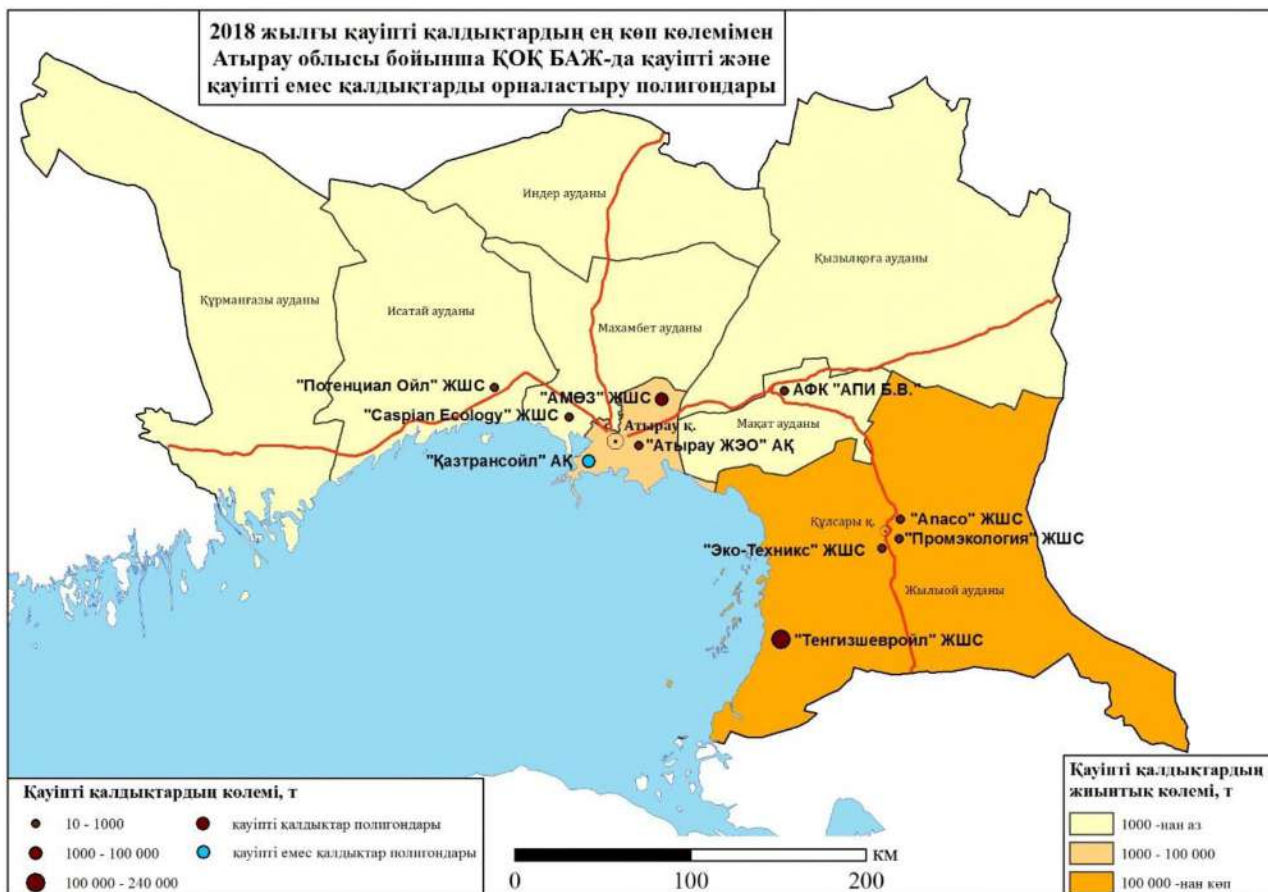 2018 жылғы қауіпті қалдықтардың ең көп көлемімен
Атырау облысы бойынша ҚОҚ БАЖ-да қауіпті және
қауіпті емес қалдықтарды орналастыру полигондары
Индер ауданы
Қызылқоға ауданы
Құрманғазы ауданы
Исатай ауданы
Махамбет ауданы
"Потенциал Ойл" ЖШС
"АМӨЗ" ЖШС
АФК "АПИ Б.В."
"Caspian Ecology" ЖШС
Атырау қ.
Мақат ауданы
"Атырау ЖЭО" АҚ
"Қазтрансойл" АҚ
"Anaco" ЖШС
Құлсары қ.
"Промэкология" ЖШС
"Эко-Техникс" ЖШС
Жылыой ауданы
"Тенгизшевройл" ЖШС
Қауіпті қалдықтардың көлемі, т
10 - 1000
қауіпті қалдықтар полигондары
1000 - 100 000
қауіпті емес қалдықтар полигондары
100 000 - 240 000
км
0 100 200
Қауіпті қалдықтардың
жиынтық көлемі, т
1000 -нан аз
1000 - 100 000
100 000 -нан көп